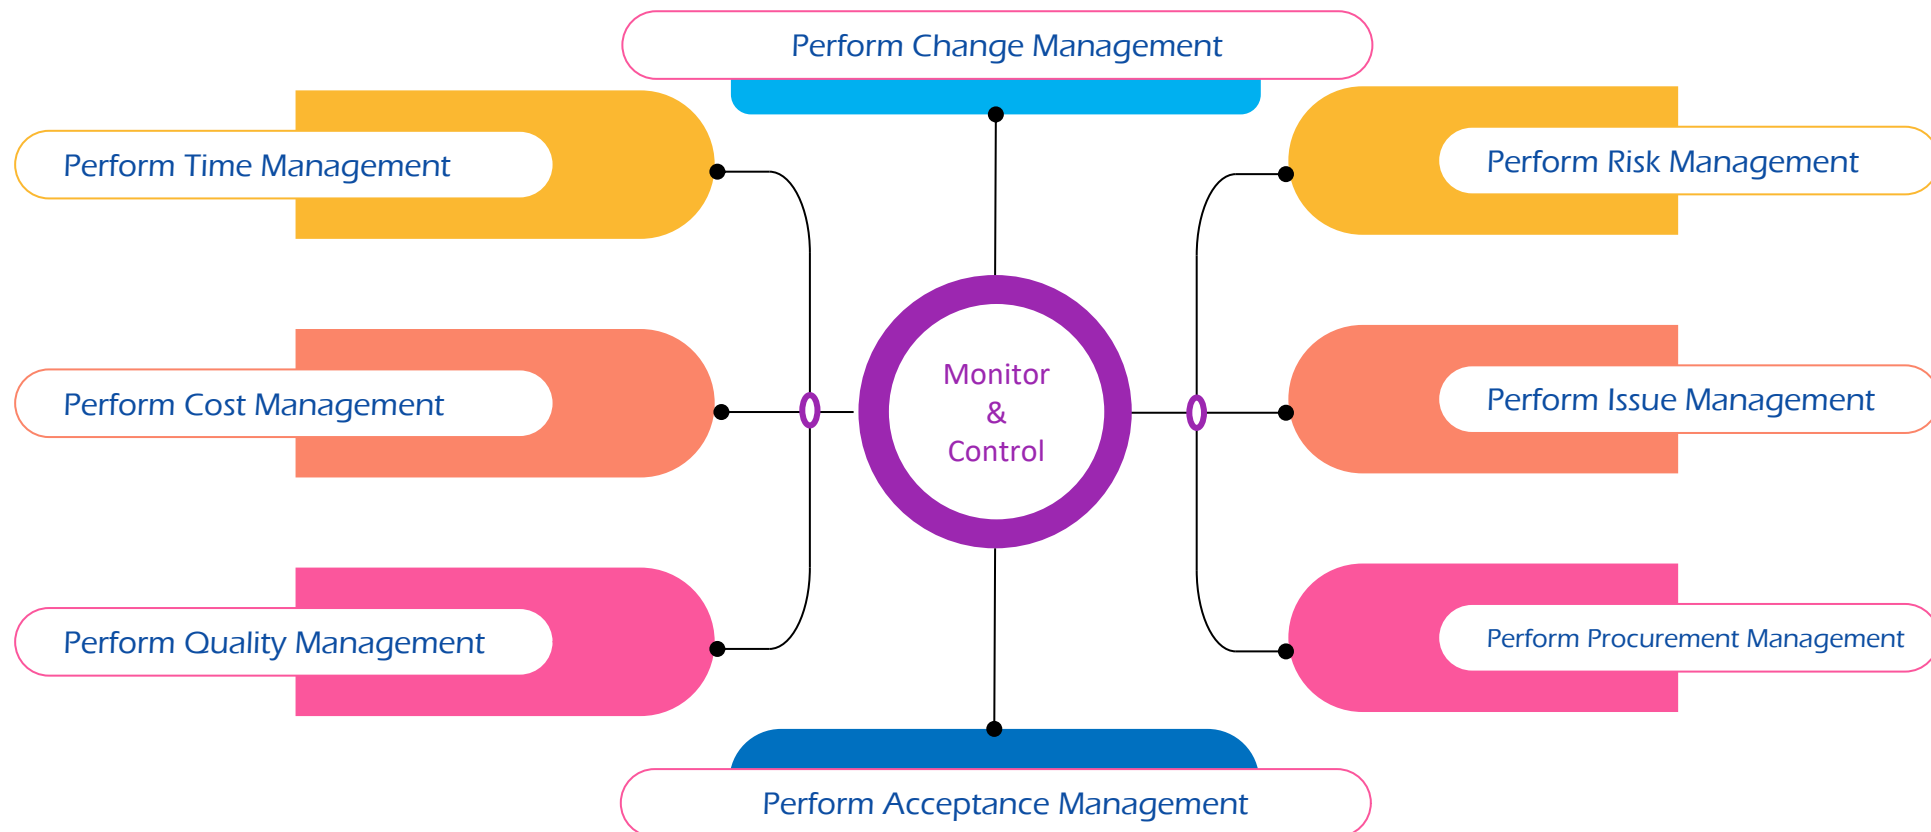 Perform Change Management
Perform Time Management
Perform Risk Management
Monitor
&
Control
Perform Cost Management
Perform Issue Management
Perform Quality Management
Perform Procurement Management
Perform Acceptance Management